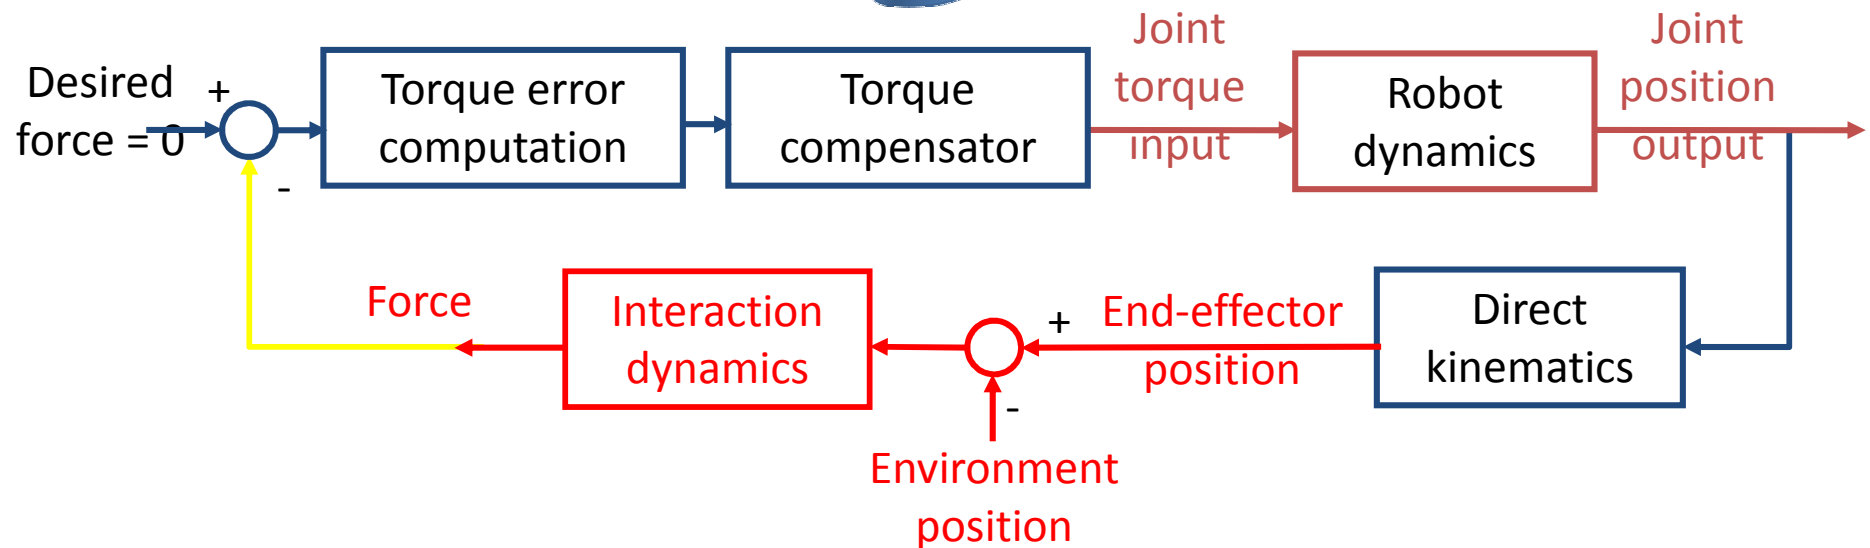 Desired
force = 0
+
-
Torque error
computation
Torque
compensator
Joint
torque
input
Robot
dynamics
Joint
position
output
Force
Interaction
dynamics
+
-
End-effector
position
Direct
kinematics
Environment
position